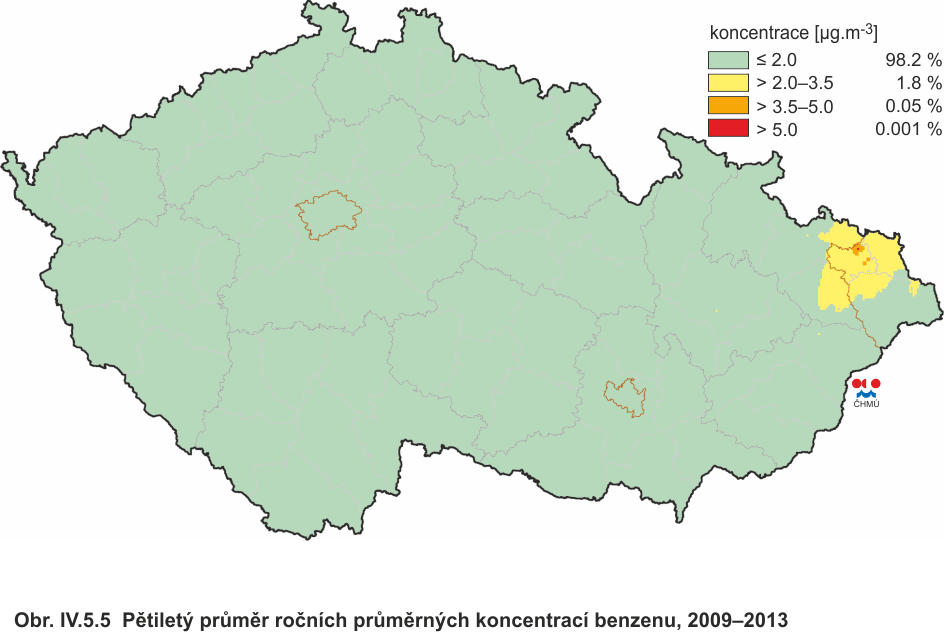 koncentrace [µg.m-3]
≤ 2.0 98.2 %
> 2.0–3.5 1.8 %
> 3.5–5.0 0.05 %
> 5.0 0.001 %
ČHMÚ
Obr. IV.5.5 Pětiletý průměr ročních průměrných koncentrací benzenu, 2009–2013